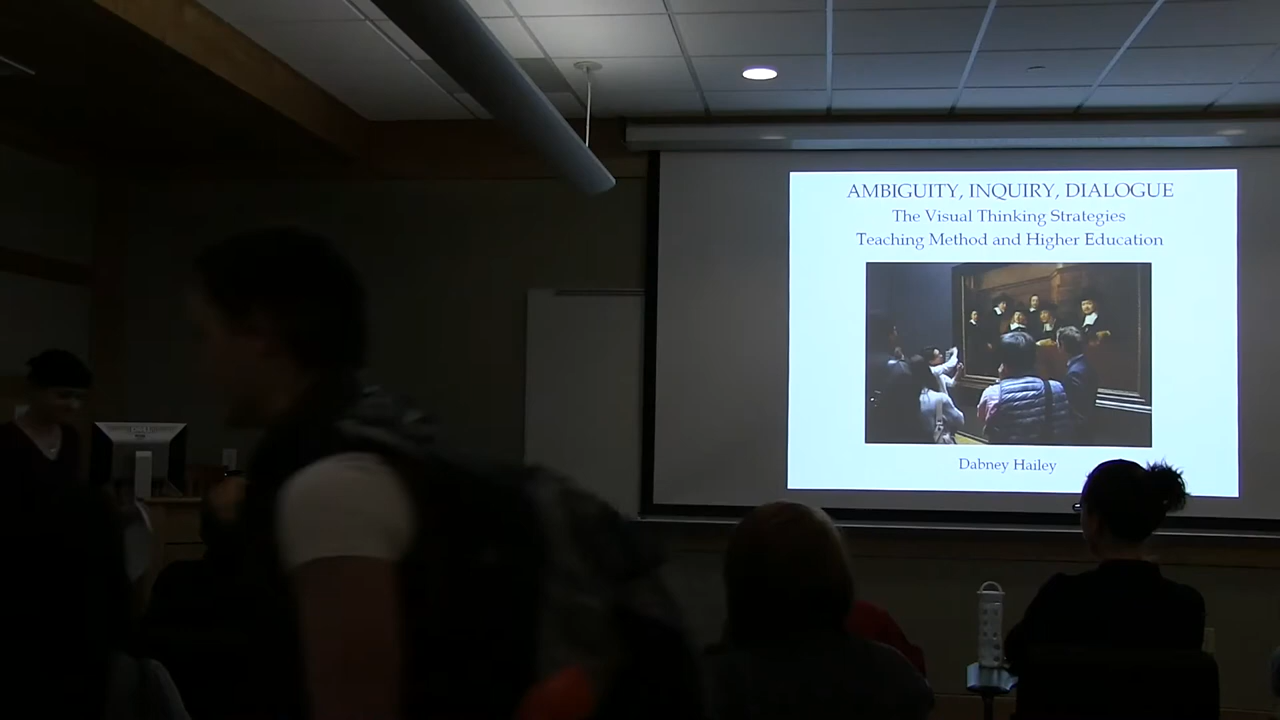 AMBIGUITY, INQUIRY, DIALOGUE
The Visual Thinking Strategies
Teaching Method and Higher Education
Dabney Hailey